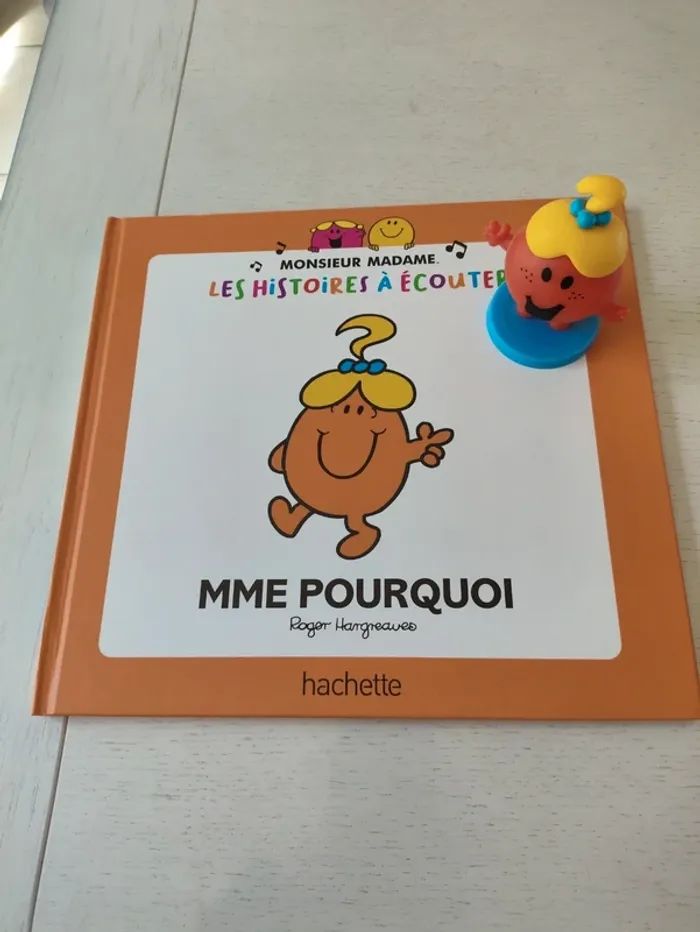 MONSIEUR MADAME.
LES HISTOIRES À ÉCOUTER
MME POURQUOI
Roger Hargreaves
hachette